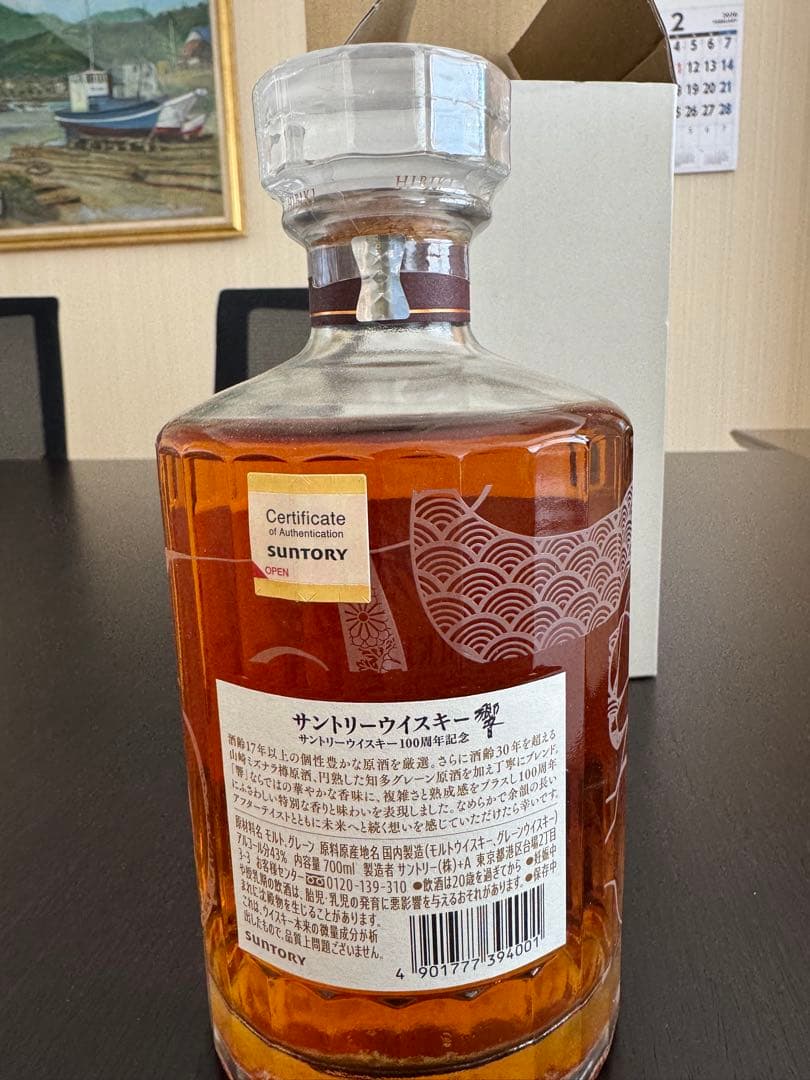 2
4 5 6 7
12 13 14
19 20 21
25 26 27 28
HIBIKI
Certificate
of Authentication
SUNTORY
OPEN
サントリーウイスキー 響
サントリーウイスキー100周年記念
酒齢17年以上の個性豊かな原酒を厳選。さらに酒齢30年を超える
山崎ミズナラ樽原酒、円熟した知多グレーン原酒を加え丁寧にブレンド。
「響」ならではの華やかな香味に、複雑さと熟成感をプラスし100周年
にふさわしい特別な香りと味わいを表現しました。なめらかで余韻の長い
アフターテイストとともに未来へと続く想いを感じていただけたら幸いです。
原材料名 モルト、グレーン 原料原産地名 国内製造(モルトウイスキー、グレーンウイスキー)
アルコール分43% 内容量700ml 製造者 サントリー(株)+A 東京都港区台場2丁目
3-3 お客様センター 0120-139-310 ●飲酒は20歳を過ぎてから ●妊娠中
や授乳期の飲酒は、胎児・乳児の発育に悪影響を与えるおそれがあります。 ●保存中
まれに沈殿物を生じることがあります。
これは、ウイスキー本来の微量成分が析
出したもので、品質上問題ございません。
SUNTORY
4 901777 394001